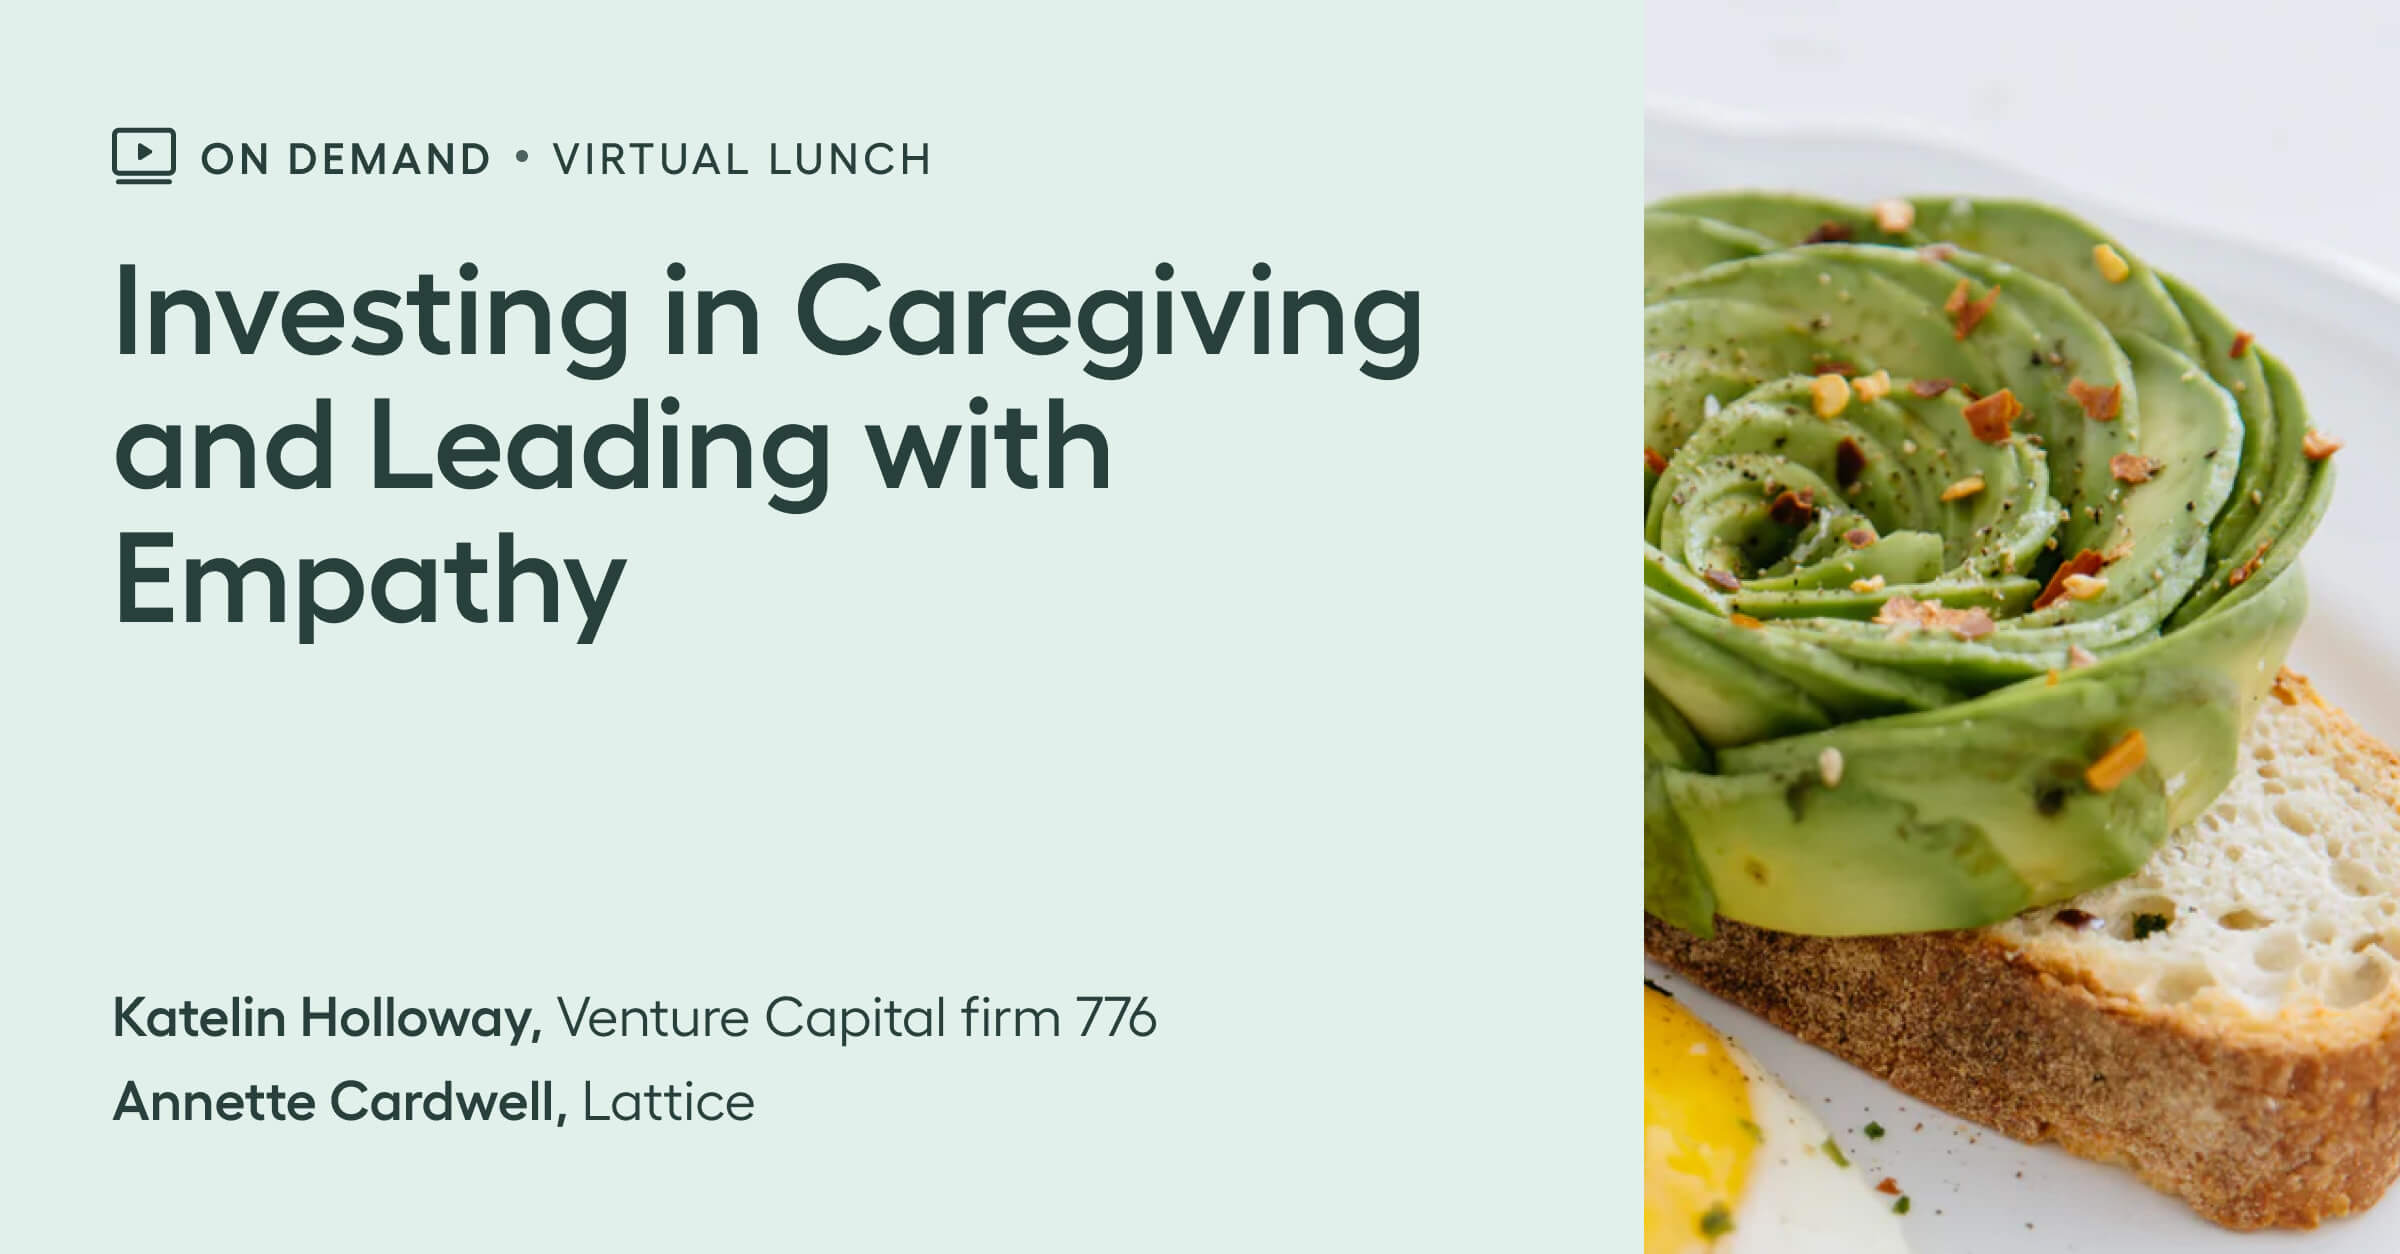 ON DEMAND • VIRTUAL LUNCH
Investing in Caregiving
and Leading with
Empathy
Katelin Holloway, Venture Capital firm 776
Annette Cardwell, Lattice